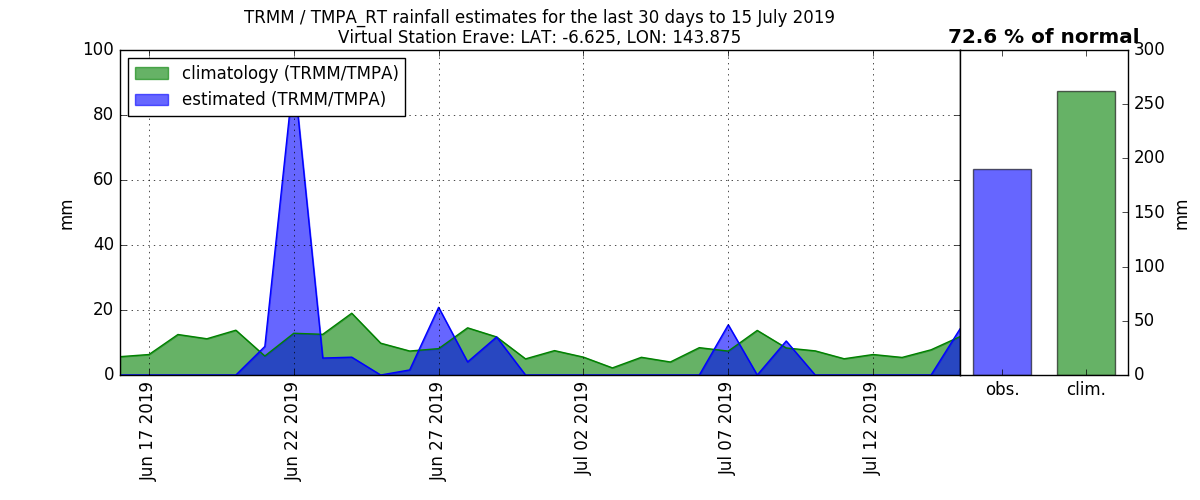 TRMM / TMPA_RT rainfall estimates for the last 30 days to 15 July 2019
Virtual Station Erave: LAT: -6.625, LON: 143.875
72.6 % of normal
climatology (TRMM/TMPA)
estimated (TRMM/TMPA)
100
80
60
40
20
0
mm
Jun 17 2019
Jun 22 2019
Jun 27 2019
Jul 02 2019
Jul 07 2019
Jul 12 2019
obs.
clim.
300
250
200
150
100
50
0
mm